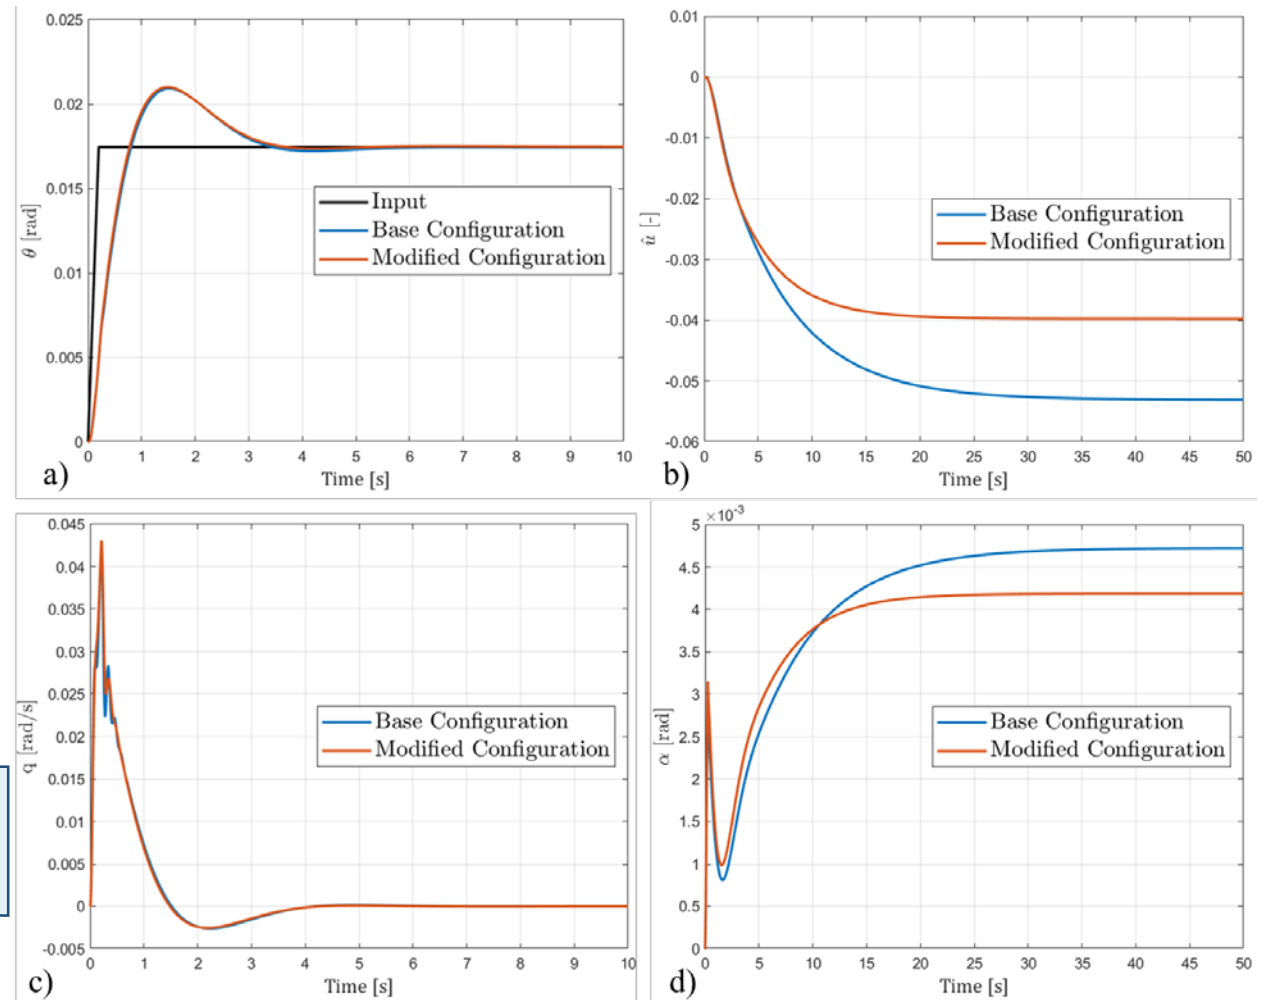 0.025
0.02
0.015
0.01
0.005
0
θ [rad]
Input
Base Configuration
Modified Configuration
0 1 2 3 4 5 6 7 8 9 10
Time [s]
a)
0.01
0
-0.01
-0.02
-0.03
-0.04
-0.05
-0.06
û [-]
Base Configuration
Modified Configuration
0 5 10 15 20 25 30 35 40 45 50
Time [s]
b)
0.045
0.04
0.035
0.03
0.025
0.02
0.015
0.01
0.005
0
-0.005
q [rad/s]
Base Configuration
Modified Configuration
0 1 2 3 4 5 6 7 8 9 10
Time [s]
c)
×10⁻³
5
4.5
4
3.5
3
2.5
2
1.5
1
0.5
0
α [rad]
Base Configuration
Modified Configuration
0 5 10 15 20 25 30 35 40 45 50
Time [s]
d)